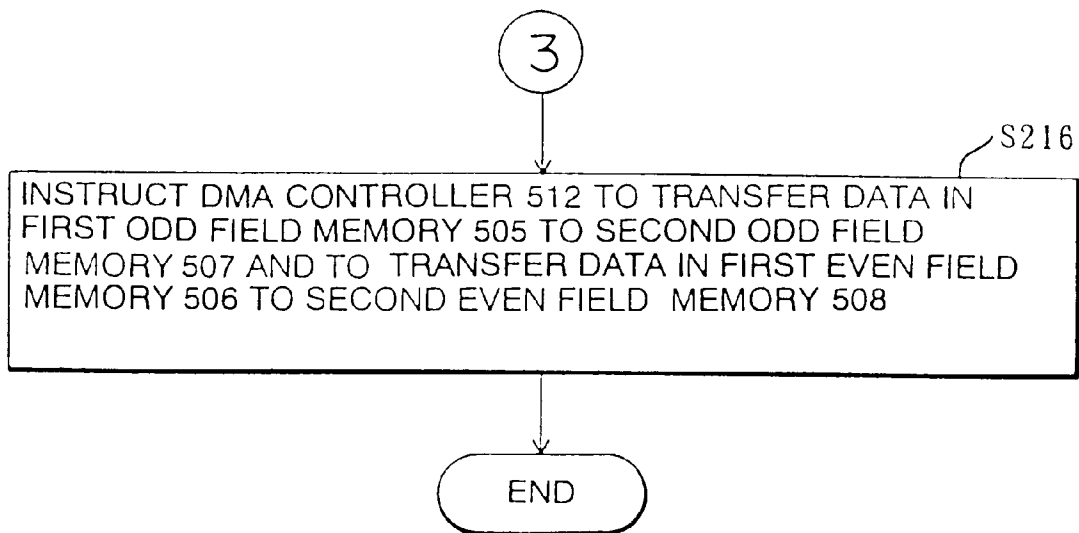 3
S216
INSTRUCT DMA CONTROLLER 512 TO TRANSFER DATA IN
FIRST ODD FIELD MEMORY 505 TO SECOND ODD FIELD
MEMORY 507 AND TO TRANSFER DATA IN FIRST EVEN FIELD
MEMORY 506 TO SECOND EVEN FIELD MEMORY 508
END